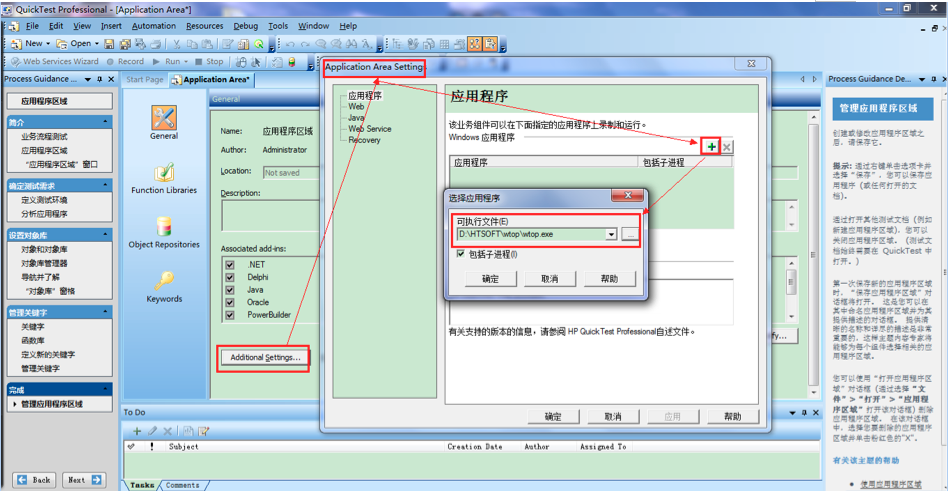 QuickTest Professional - [Application Area*]
File Edit View Insert Automation Resources Debug Tools Window Help
New Open
Web Services Wizard Record Run Stop
Process Guidance ...
应用程序区域
简介
业务流程测试
应用程序区域
“应用程序区域”窗口
确定测试需求
定义测试环境
分析应用程序
设置对象库
对象和对象库
对象库管理器
导航并了解
“对象库”窗格
管理关键字
关键字
函数库
定义新的关键字
管理关键字
完成
管理应用程序区域
Back Next
Start Page Application Area*
General
General
Function Libraries
Object Repositories
Keywords
Name: 应用程序区域
Author: Administrator
Location: Not saved
Description:
Associated add-ins:
.NET
Delphi
Java
Oracle
PowerBuilder
Additional Settings...
Application Area Setting
应用程序
Web
Java
Web Service
Recovery
应用程序
该业务组件可以在下面指定的应用程序上录制和运行。
Windows 应用程序
应用程序 包括子进程
选择应用程序
可执行文件(E)
D:\HTSOFT\wtop\wtop.exe
...
包括子进程(I)
确定 取消 帮助
有关支持的版本的信息，请参阅 HP QuickTest Professional自述文件。
确定 取消 应用 帮助
To Do
Subject Creation Date Author Assigned To
Tasks Comments
Process Guidance De...
管理应用程序区域
创建或修改应用程序区域之后，请保存它。
提示: 通过右键单击选项卡并选择“保存”，您可以保存应用程序 (或任何打开的文档)。
通过打开其他测试文档 (例如新建应用程序区域)，您可以关闭应用程序区域。 (测试文档始终需要在 QuickTest 中打开。)
第一次保存新的应用程序区域时，“保存应用程序区域”对话框将打开。 这是您可以在其中命名应用程序区域并为其提供描述的对话框。 提供清晰的名称和详尽的描述是非常重要的，这样主题内容专家将能够为每个组件选择相关的应用程序区域。
您可以使用“打开应用程序区域”对话框 (通过选择“文件” > “打开” > “应用程序区域”打开该对话框) 删除应用程序区域。 在该对话框中，选择您要删除的应用程序区域并单击粉红色的"X"。
有关该主题的帮助
使用应用程序区域